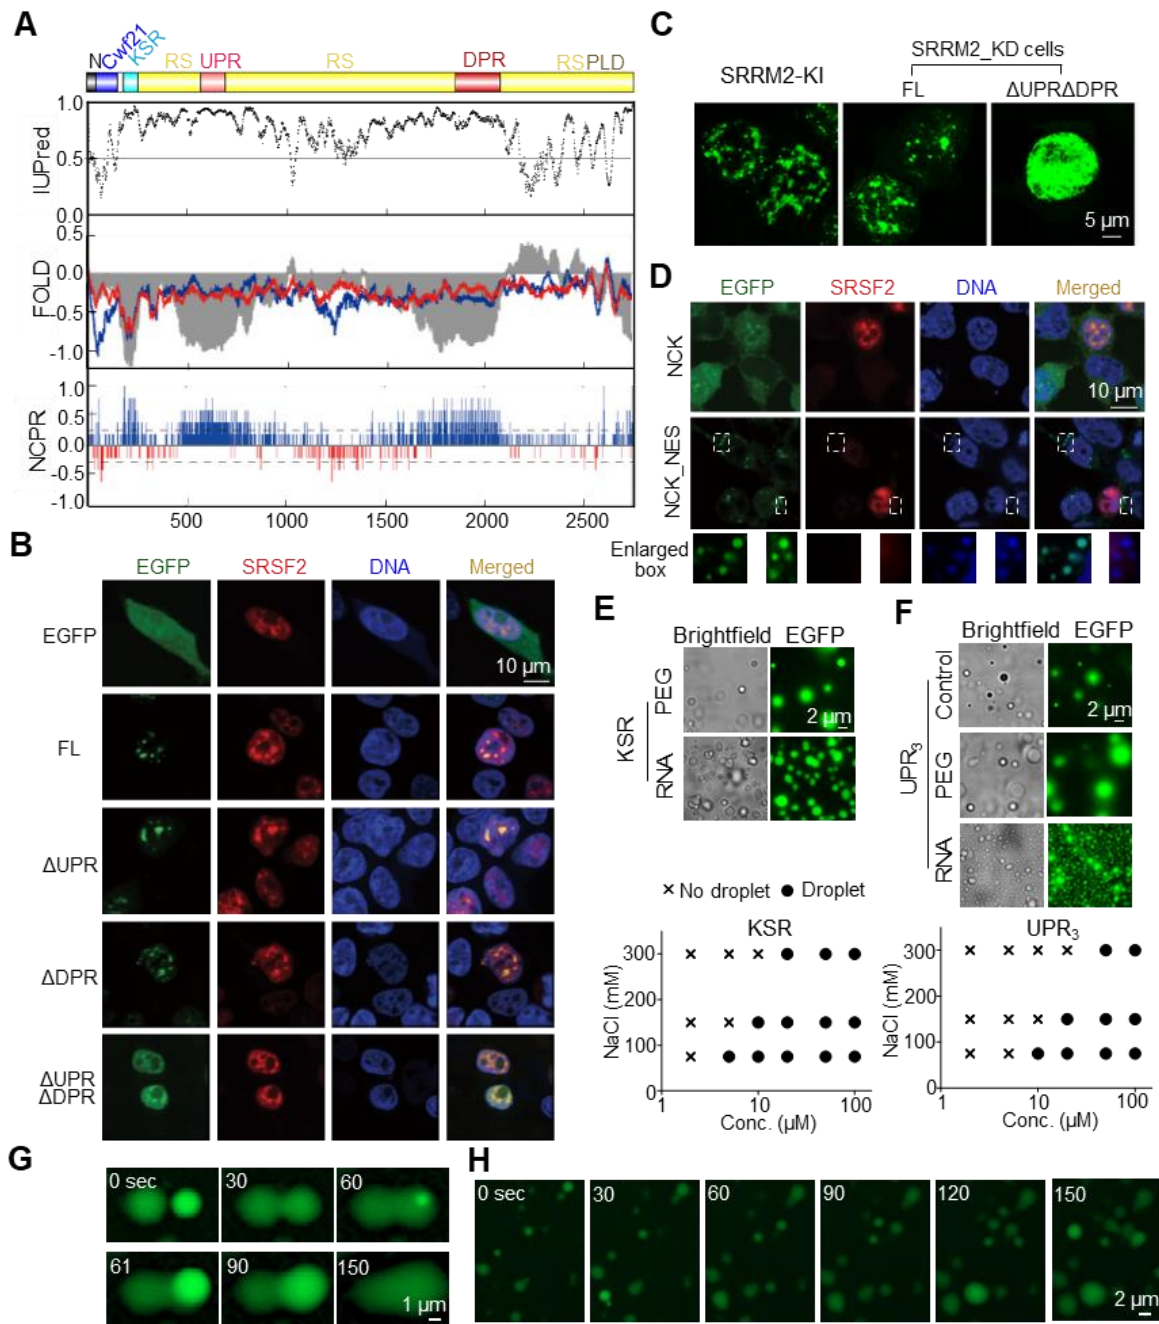 A
N Cwf21 KSR RS UPR RS DPR RS PLD
IUPred
1.0
0.5
0.0
FOLD
0.5
0.0
-0.5
-1.0
NCPR
1.0
0.5
0.0
-0.5
-1.0
500 1000 1500 2000 2500
B
EGFP SRSF2 DNA Merged
EGFP
10 µm
FL
ΔUPR
ΔDPR
ΔUPR
ΔDPR
C
SRRM2-KI
SRRM2_KD cells
FL ΔUPRΔDPR
5 µm
D
EGFP SRSF2 DNA Merged
NCK
10 µm
NCK_NES
Enlarged
box
E
Brightfield EGFP
KSR
PEG
2 µm
RNA
F
Brightfield EGFP
UPR₃
Control
2 µm
PEG
RNA
× No droplet ● Droplet
KSR
NaCl (mM)
300
200
100
0
1 10 100
Conc. (µM)
UPR₃
NaCl (mM)
300
200
100
0
1 10 100
Conc. (µM)
G
0 sec 30 60
61 90 150
1 µm
H
0 sec 30 60 90 120 150
2 µm